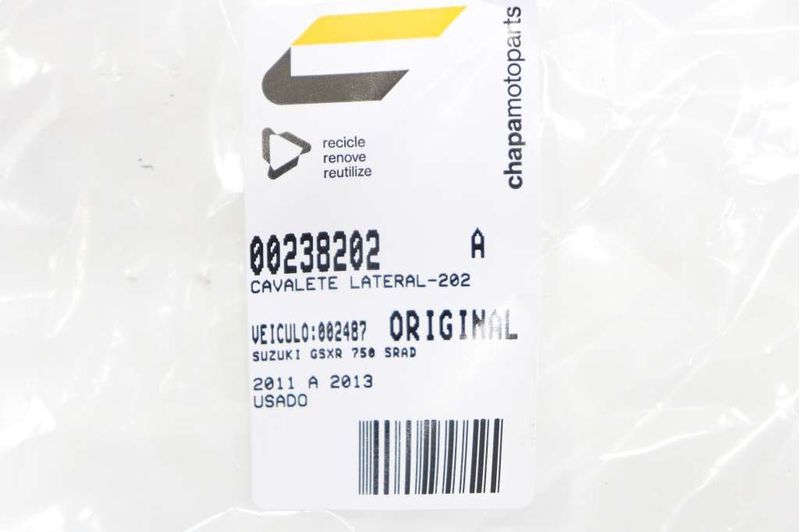 chapamotoparts
recicle
renove
reutilize
00238202 A
CAVALETE LATERAL-202
VEICULO:002487 ORIGINAL
SUZUKI GSXR 750 SRAD
2011 A 2013
USADO